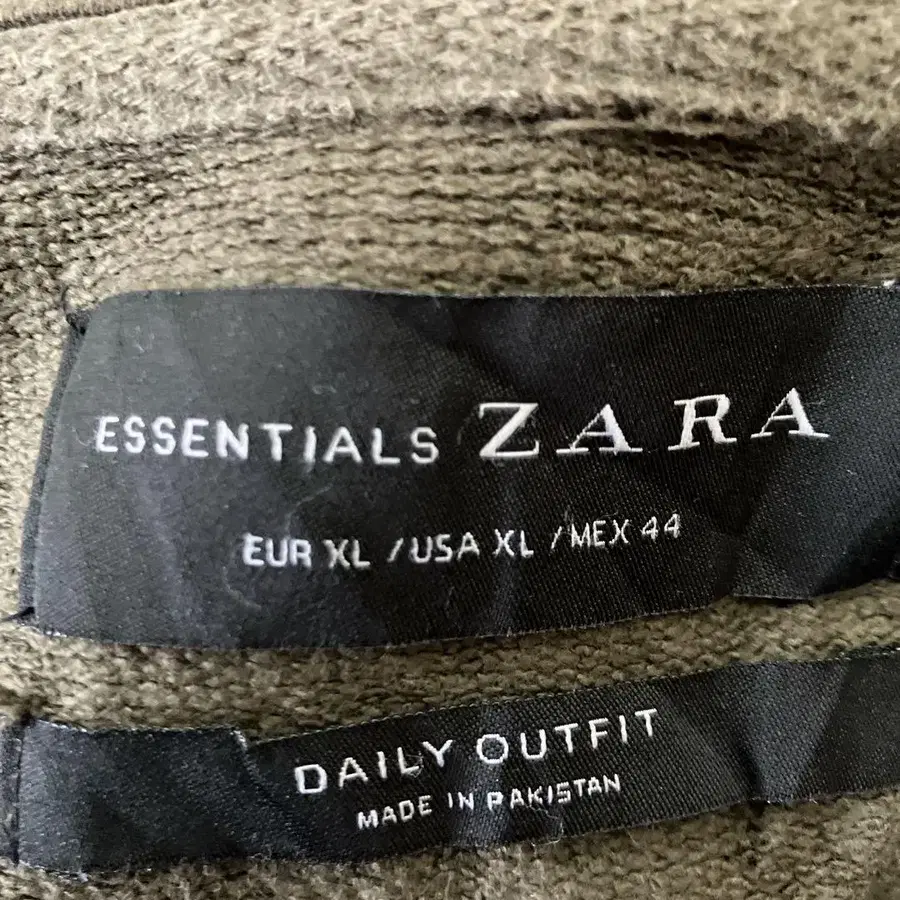 ESSENTIALS ZARA
EUR XL / USA XL / MEX 44
DAILY OUTFIT
MADE IN PAKISTAN